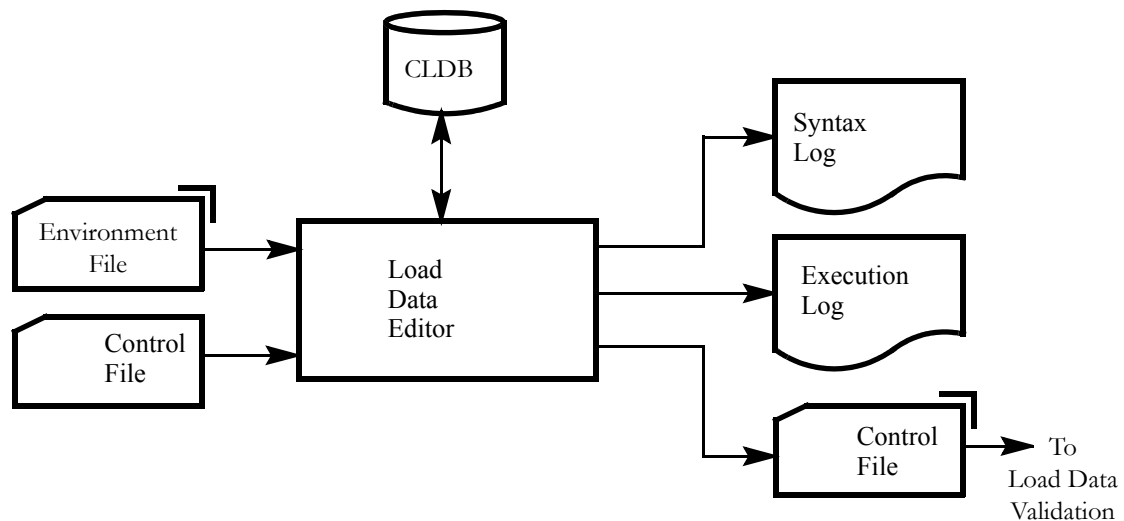 CLDB
Syntax
Log
Environment
File
Load
Data
Editor
Execution
Log
Control
File
Control
File
To
Load Data
Validation